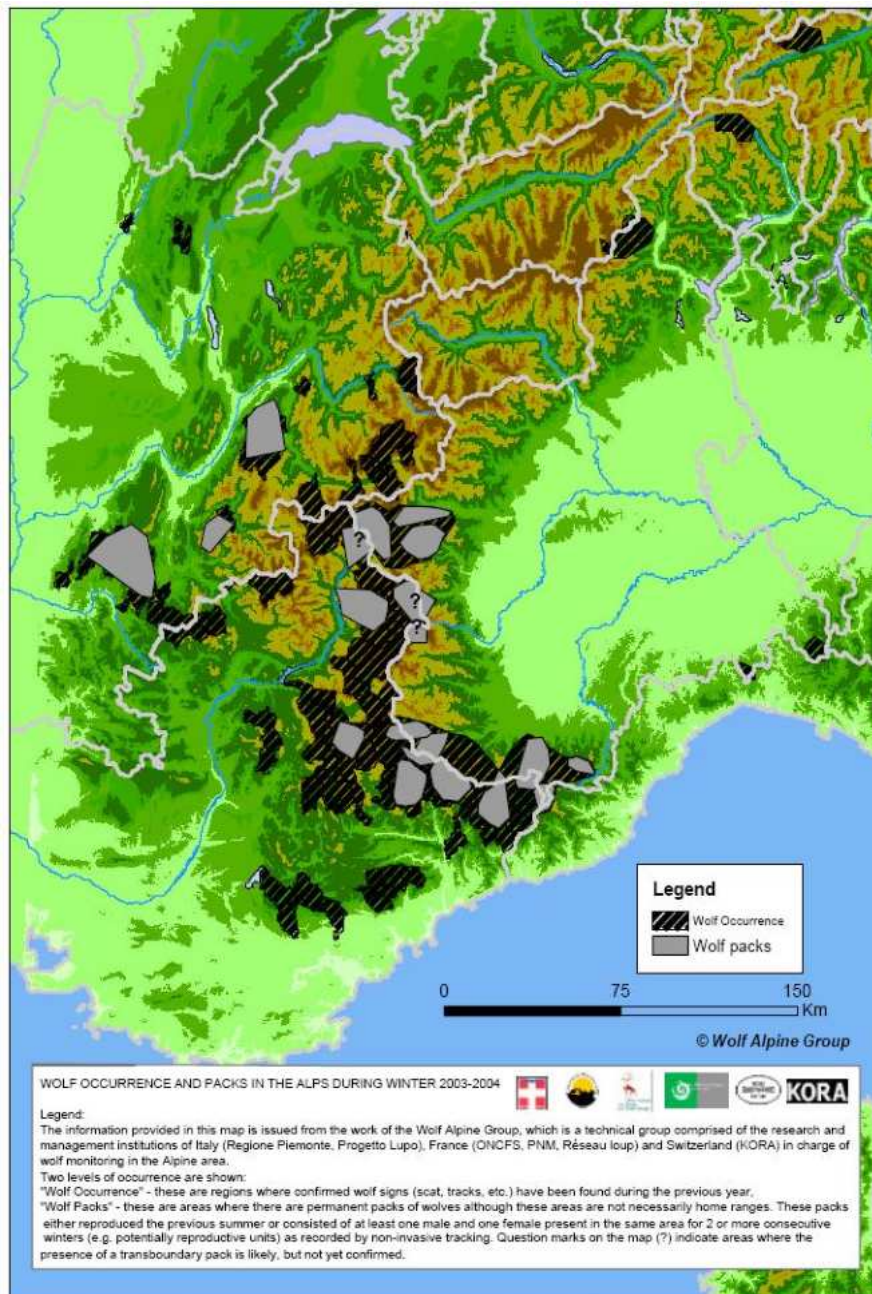 ?
?
?
Legend
Wolf Occurrence
Wolf packs
0 75 150
Km
© Wolf Alpine Group
WOLF OCCURRENCE AND PACKS IN THE ALPS DURING WINTER 2003-2004
KORA
Legend:
The information provided in this map is issued from the work of the Wolf Alpine Group, which is a technical group comprised of the research and
management institutions of Italy (Regione Piemonte, Progetto Lupo), France (ONCFS, PNM, Réseau loup) and Switzerland (KORA) in charge of
wolf monitoring in the Alpine area.
Two levels of occurrence are shown:
"Wolf Occurrence" - these are regions where confirmed wolf signs (scat, tracks, etc.) have been found during the previous year,
"Wolf Packs" - these are areas where there are permanent packs of wolves although these areas are not necessarily home ranges. These packs
either reproduced the previous summer or consisted of at least one male and one female present in the same area for 2 or more consecutive
winters (e.g. potentially reproductive units) as recorded by non-invasive tracking. Question marks on the map (?) indicate areas where the
presence of a transboundary pack is likely, but not yet confirmed.